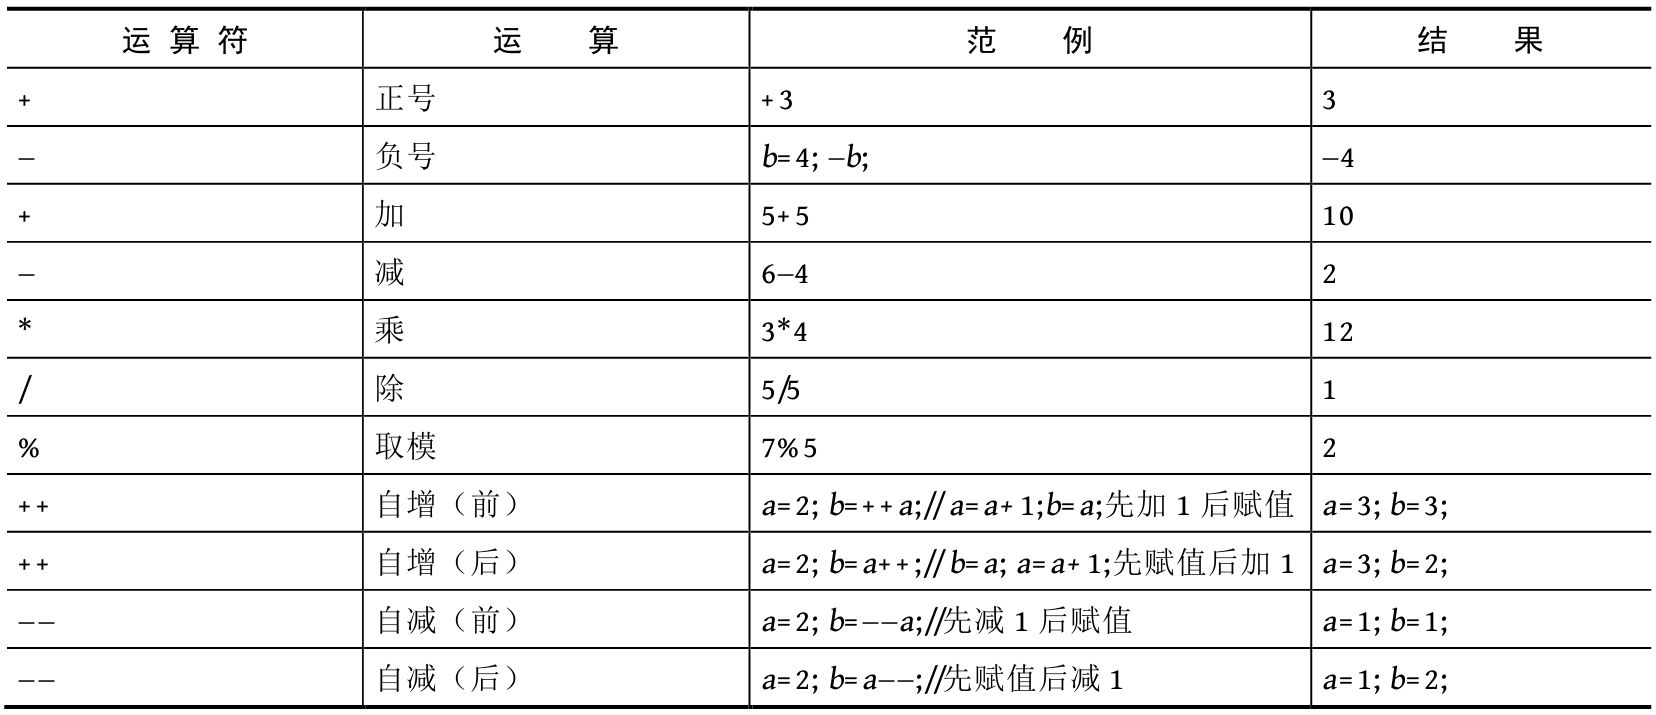 运 算 符 运 算 范 例 结 果
+ 正号 +3 3
– 负号 b=4; –b; –4
+ 加 5+5 10
– 减 6–4 2
* 乘 3*4 12
/ 除 5/5 1
% 取模 7%5 2
++ 自增（前） a=2; b=++a;//a=a+1;b=a;先加 1 后赋值 a=3; b=3;
++ 自增（后） a=2; b=a++;//b=a; a=a+1;先赋值后加 1 a=3; b=2;
–– 自减（前） a=2; b=––a;//先减 1 后赋值 a=1; b=1;
–– 自减（后） a=2; b=a––;//先赋值后减 1 a=1; b=2;